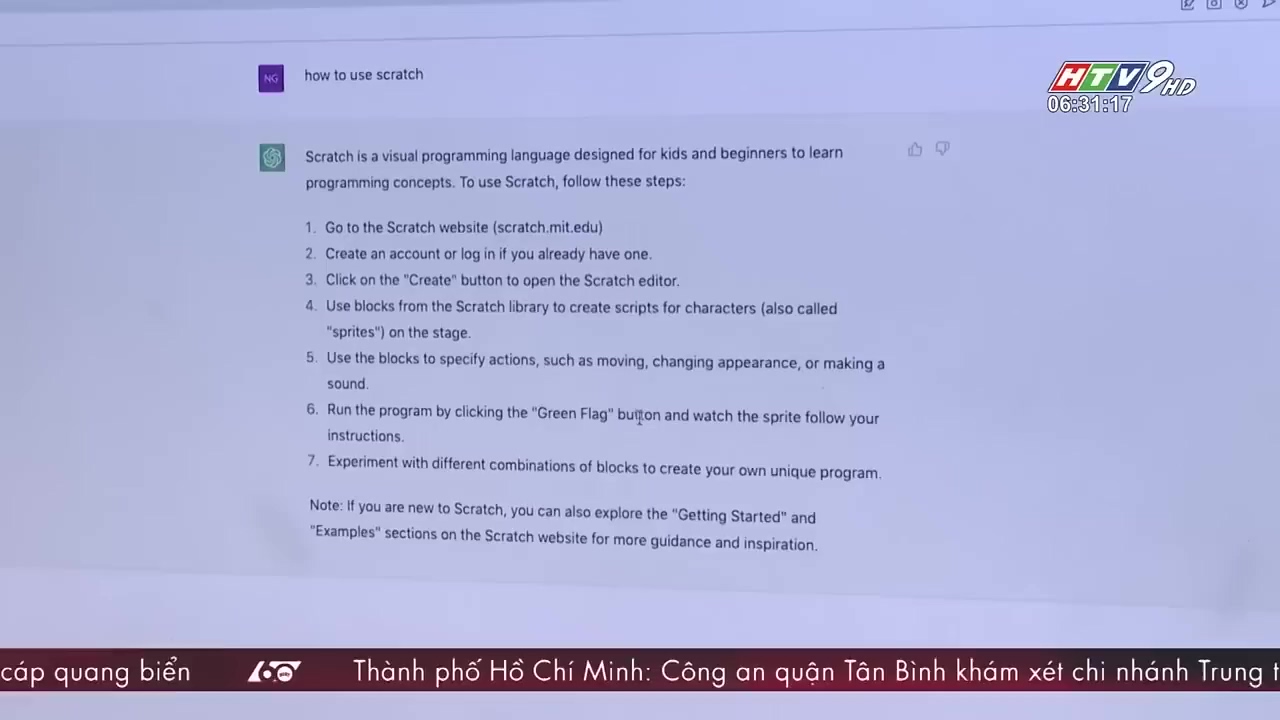 HTV9HD
06:31:17
NG
how to use scratch
Scratch is a visual programming language designed for kids and beginners to learn
programming concepts. To use Scratch, follow these steps:
1. Go to the Scratch website (scratch.mit.edu)
2. Create an account or log in if you already have one.
3. Click on the "Create" button to open the Scratch editor.
4. Use blocks from the Scratch library to create scripts for characters (also called
"sprites") on the stage.
5. Use the blocks to specify actions, such as moving, changing appearance, or making a
sound.
6. Run the program by clicking the "Green Flag" button and watch the sprite follow your
instructions.
7. Experiment with different combinations of blocks to create your own unique program.
Note: If you are new to Scratch, you can also explore the "Getting Started" and
"Examples" sections on the Scratch website for more guidance and inspiration.
cáp quang biển 60 giây Thành phố Hồ Chí Minh: Công an quận Tân Bình khám xét chi nhánh Trung t